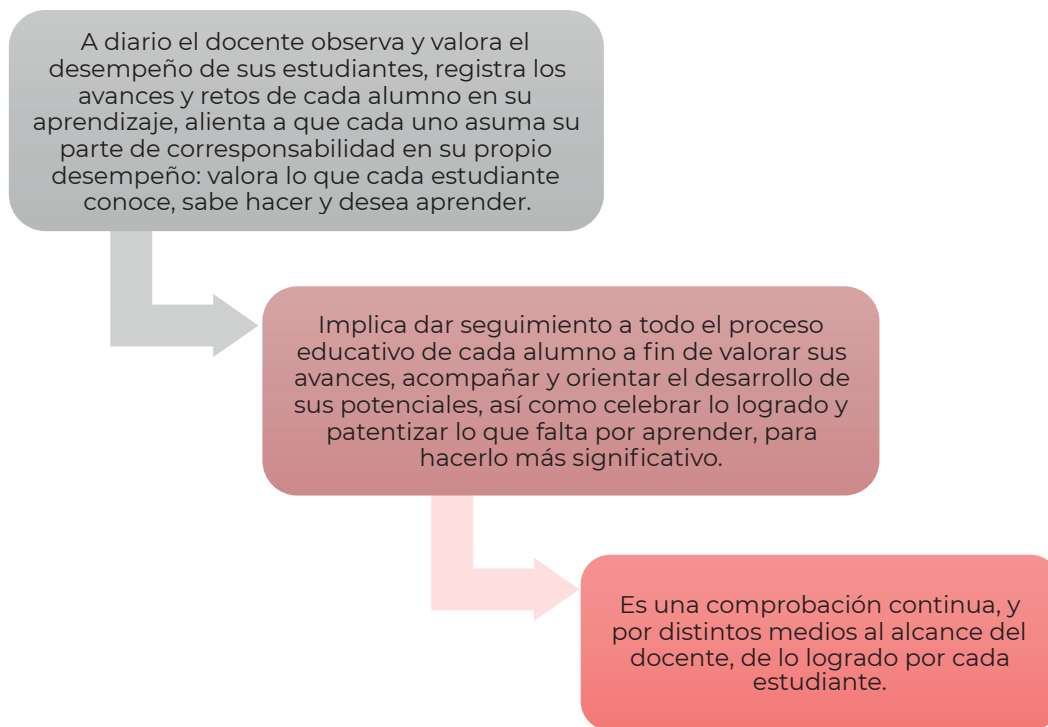 A diario el docente observa y valora el
desempeño de sus estudiantes, registra los
avances y retos de cada alumno en su
aprendizaje, alienta a que cada uno asuma su
parte de corresponsabilidad en su propio
desempeño: valora lo que cada estudiante
conoce, sabe hacer y desea aprender.
Implica dar seguimiento a todo el proceso
educativo de cada alumno a fin de valorar sus
avances, acompañar y orientar el desarrollo de
sus potenciales, así como celebrar lo logrado y
patentizar lo que falta por aprender, para
hacerlo más significativo.
Es una comprobación continua, y
por distintos medios al alcance del
docente, de lo logrado por cada
estudiante.